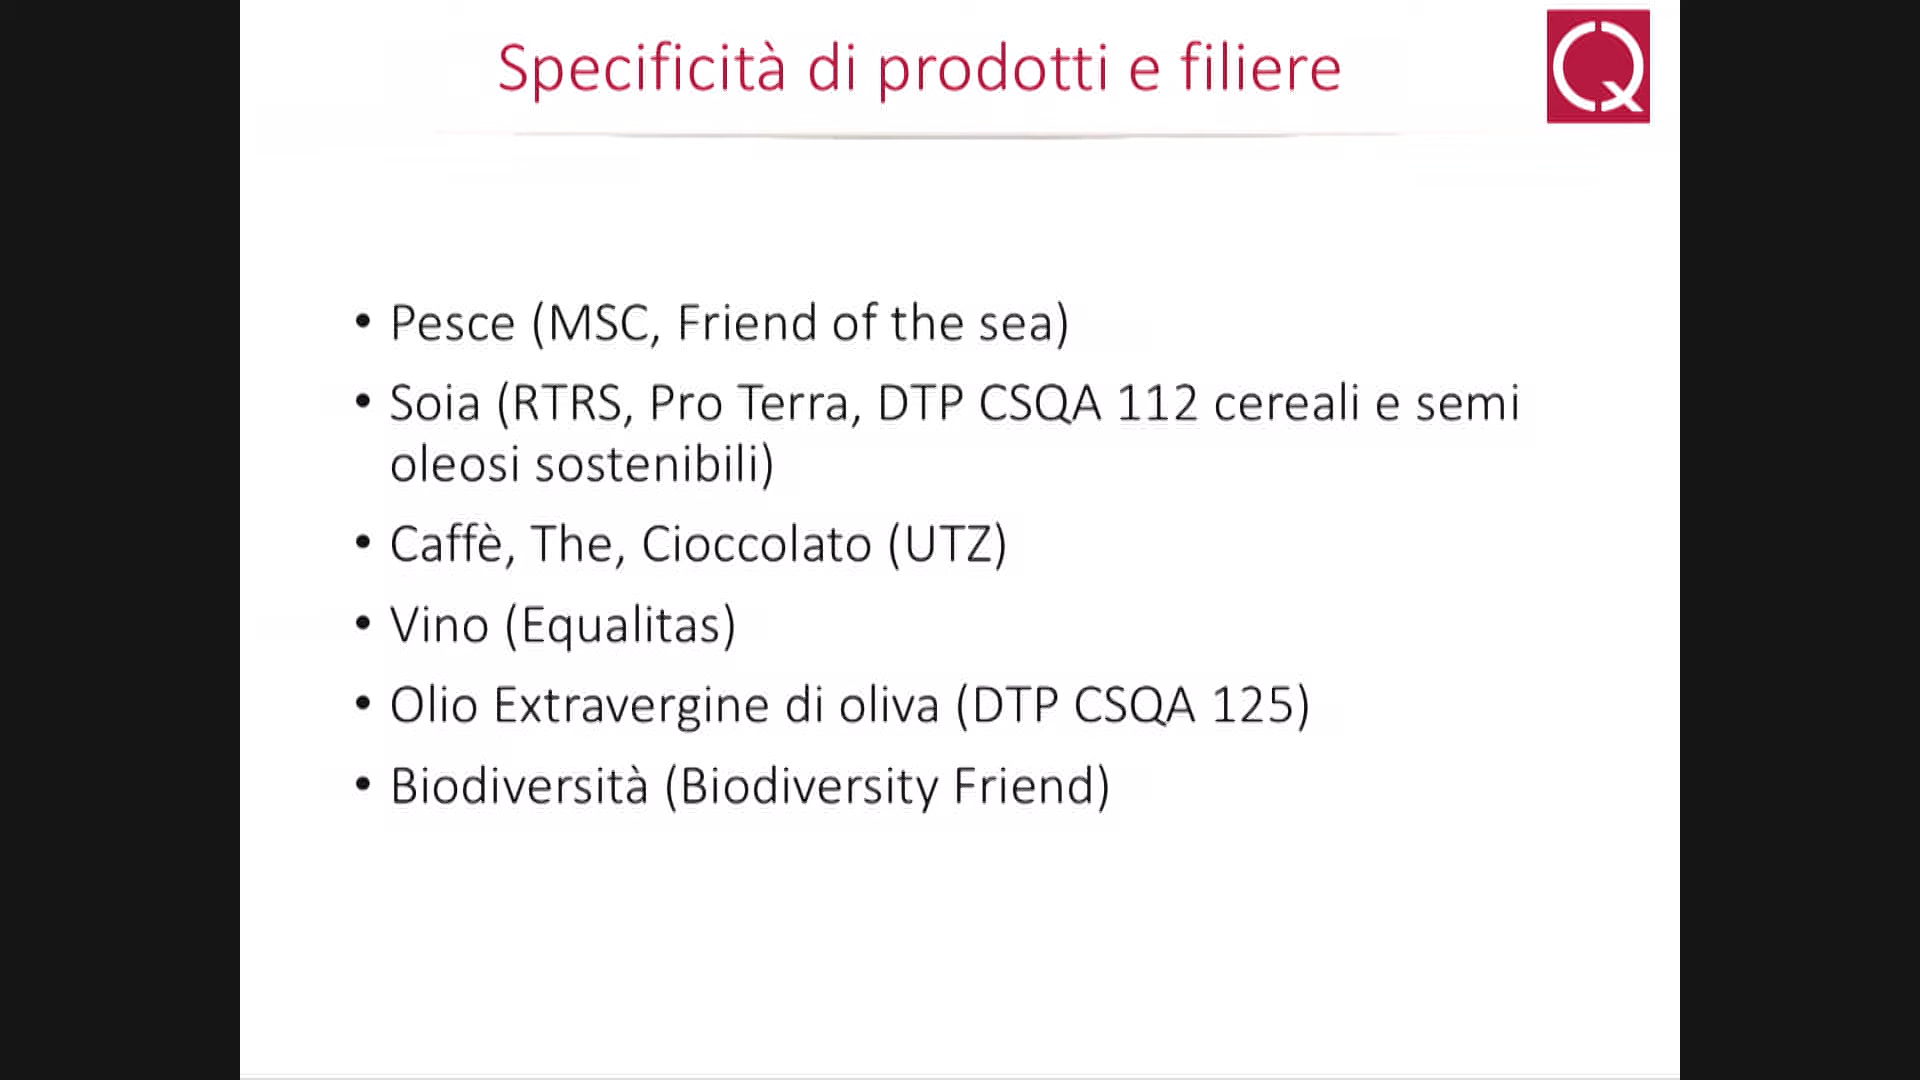 Specificità di prodotti e filiere
• Pesce (MSC, Friend of the sea)
• Soia (RTRS, Pro Terra, DTP CSQA 112 cereali e semi
oleosi sostenibili)
• Caffè, The, Cioccolato (UTZ)
• Vino (Equalitas)
• Olio Extravergine di oliva (DTP CSQA 125)
• Biodiversità (Biodiversity Friend)